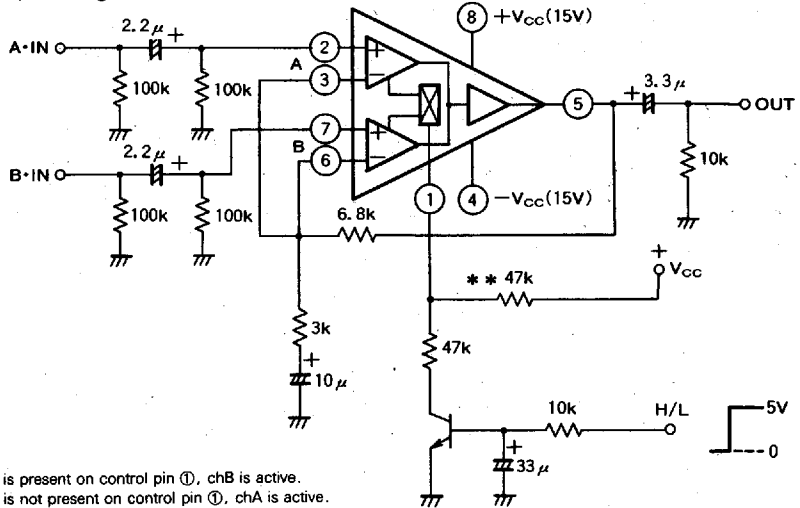 8 +VCC(15V)
2.2μ +
A·IN 2 + 3.3μ
A +
3 − 5 OUT
100k 100k
7 + 10k
2.2μ B
+ 6 −
B·IN
1 4 −VCC(15V)
6.8k
100k 100k
+
** 47k VCC
3k
47k
+
10μ
10k H/L 5V
+
33μ 0
is present on control pin ①, chB is active.
is not present on control pin ①, chA is active.